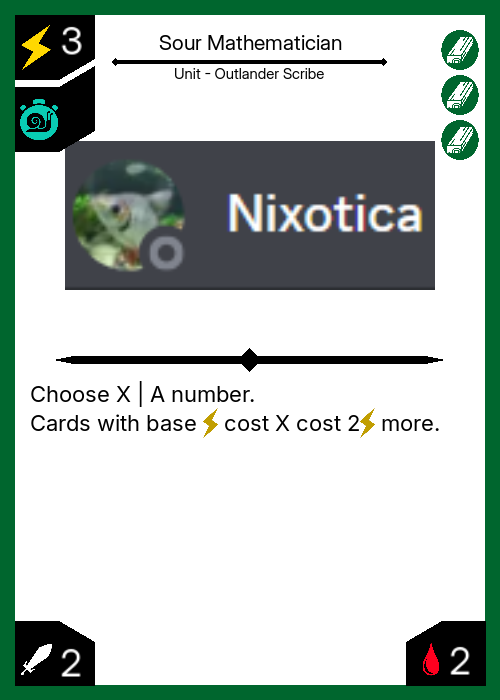 3
Sour Mathematician
Unit - Outlander Scribe
Nixotica
Choose X | A number.
Cards with base cost X cost 2 more.
2
2